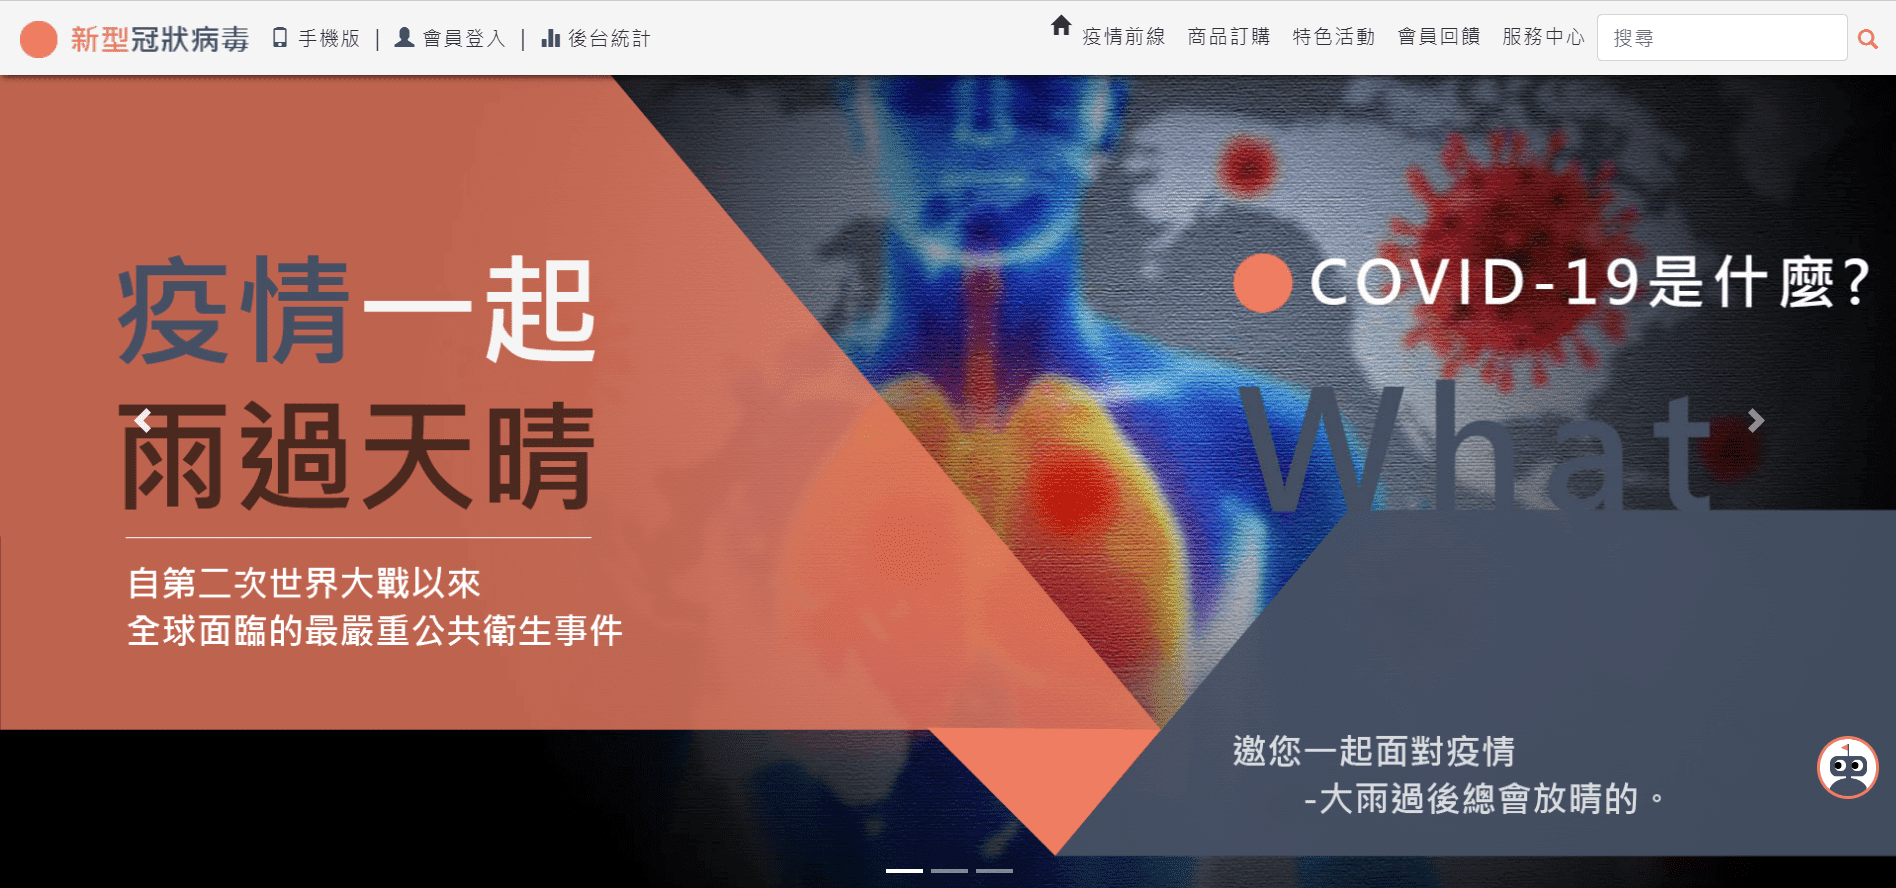 新型冠狀病毒 手機版 | 會員登入 | 後台統計 疫情前線 商品訂購 特色活動 會員回饋 服務中心 搜尋
疫情一起
雨過天晴
自第二次世界大戰以來
全球面臨的最嚴重公共衛生事件
COVID-19是什麼?
What
邀您一起面對疫情
-大雨過後總會放晴的。